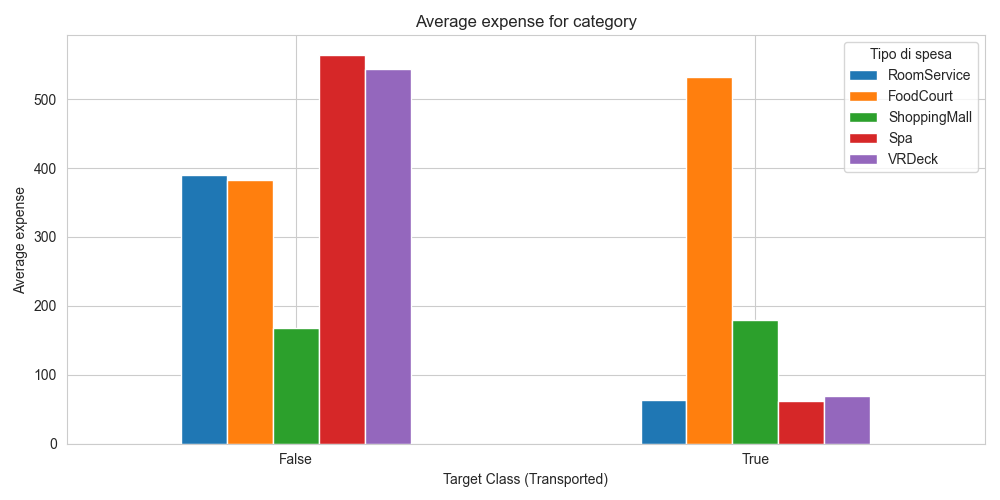 Average expense for category
Tipo di spesa
RoomService
FoodCourt
ShoppingMall
Spa
VRDeck
Average expense
500
400
300
200
100
0
False
True
Target Class (Transported)